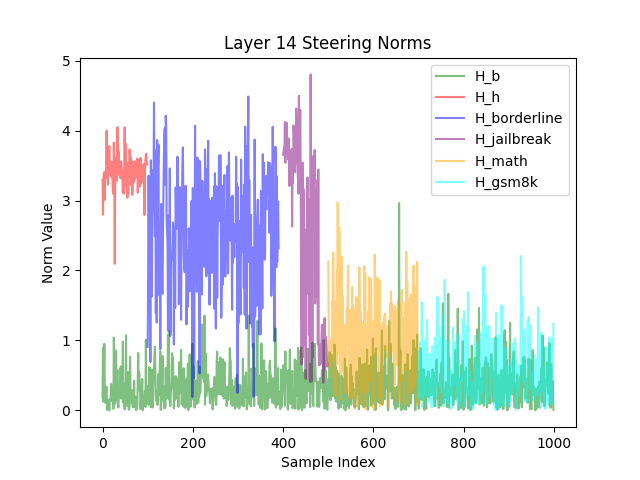 Layer 14 Steering Norms
5
4
3
2
1
0
Norm Value
H_b
H_h
H_borderline
H_jailbreak
H_math
H_gsm8k
0 200 400 600 800 1000
Sample Index